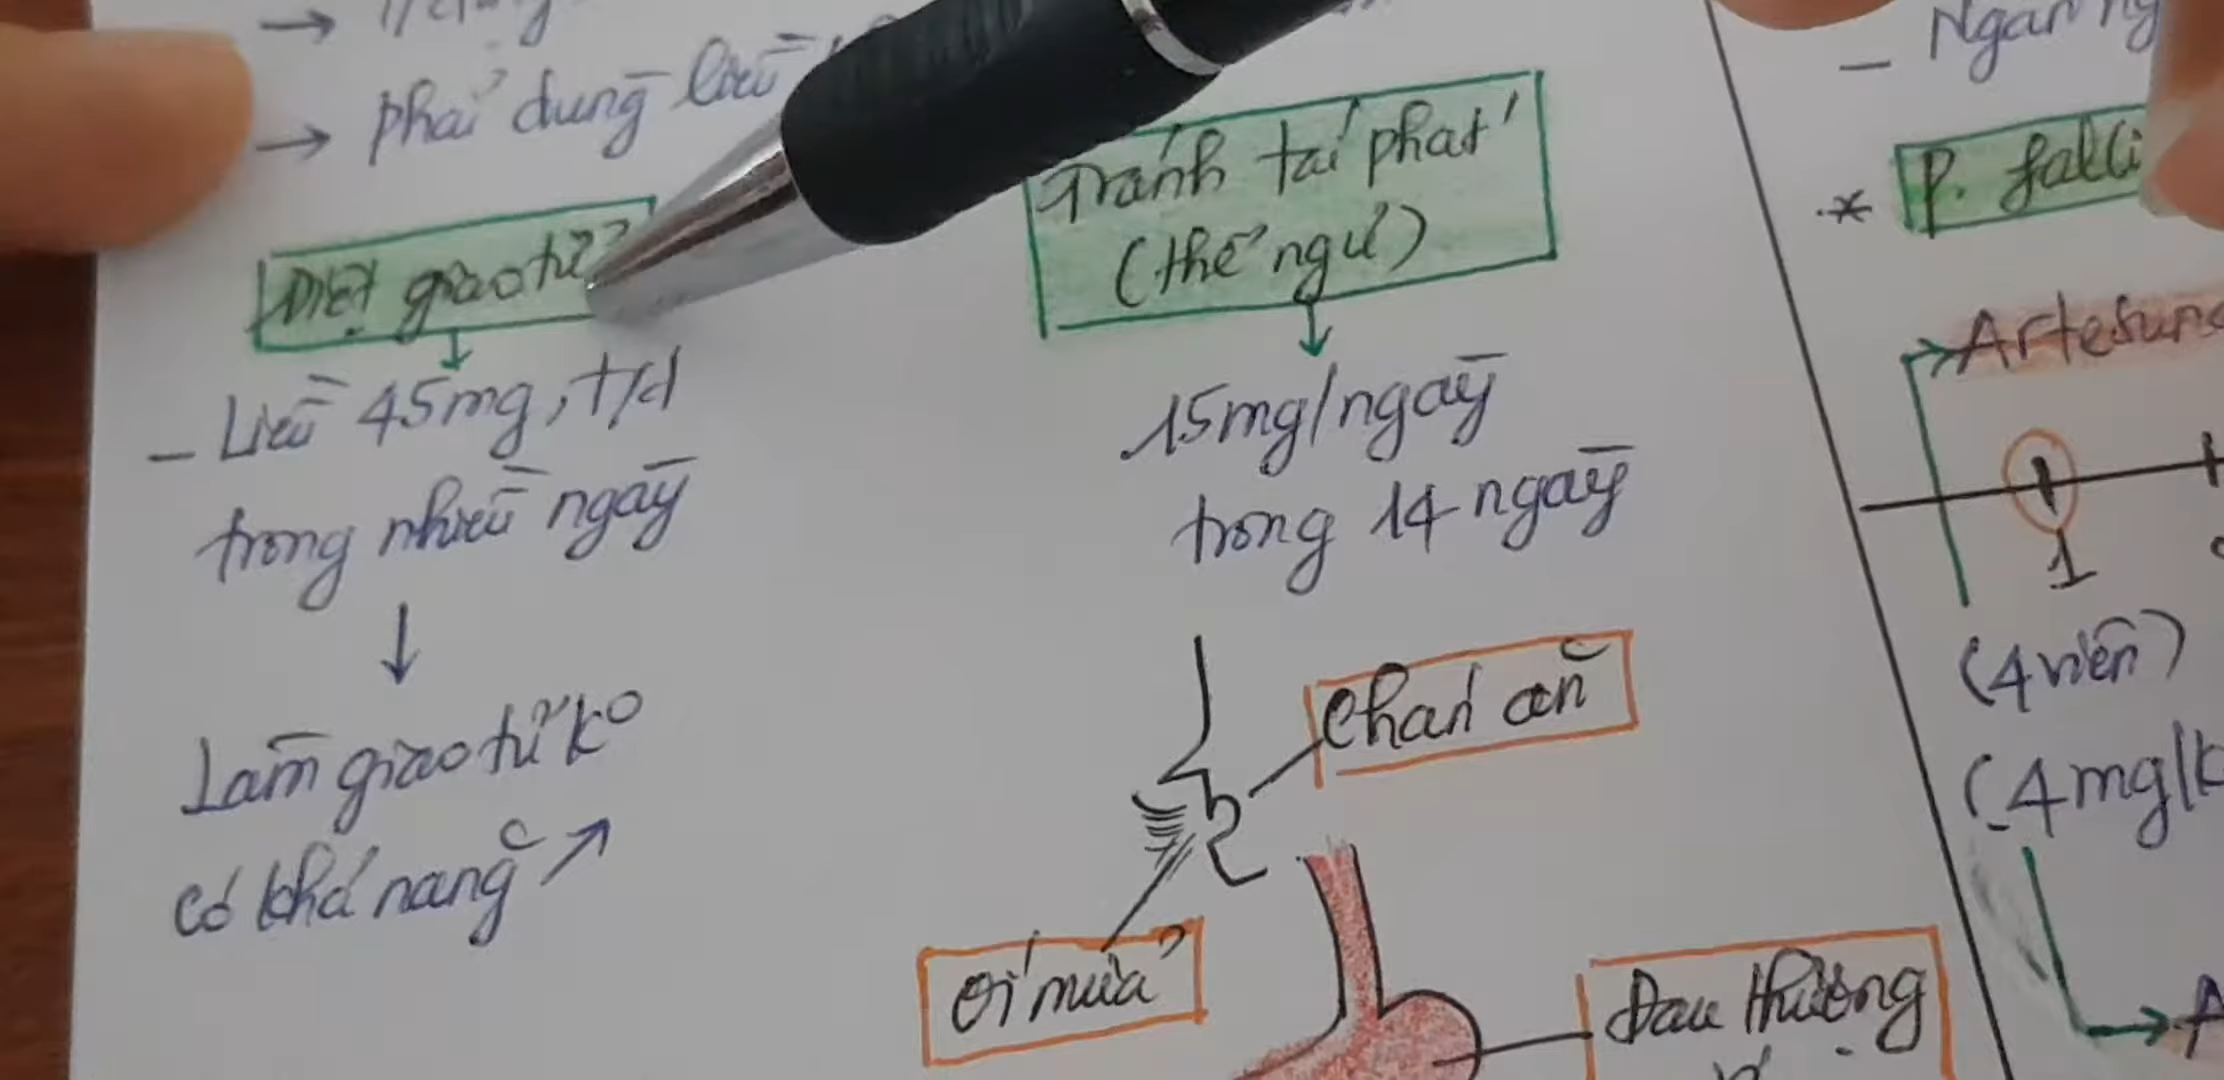 → phải dùng liều
Diệt giao tử
- Liều 45mg, t/d
trong nhiều ngày
↓
Làm giao tử ko
có khả năng ↗
Tránh tái phát
(thể ngủ)
15mg/ngày
trong 14 ngày
Chán ăn
ói mửa
Đau thượng
*
Artesun
1
(4 viên)
(4mg/k